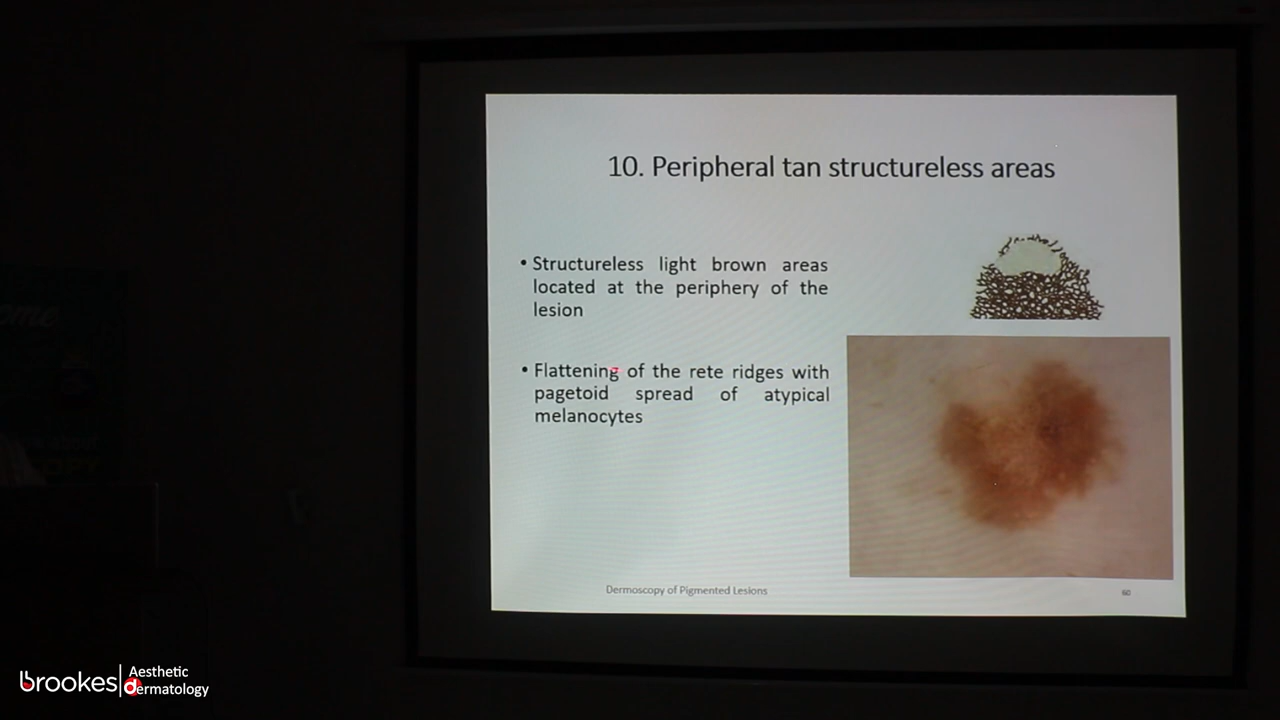 10. Peripheral tan structureless areas
• Structureless light brown areas
located at the periphery of the
lesion
• Flattening of the rete ridges with
pagetoid spread of atypical
melanocytes
Dermoscopy of Pigmented Lesions
60
brookes
Aesthetic
dermatology